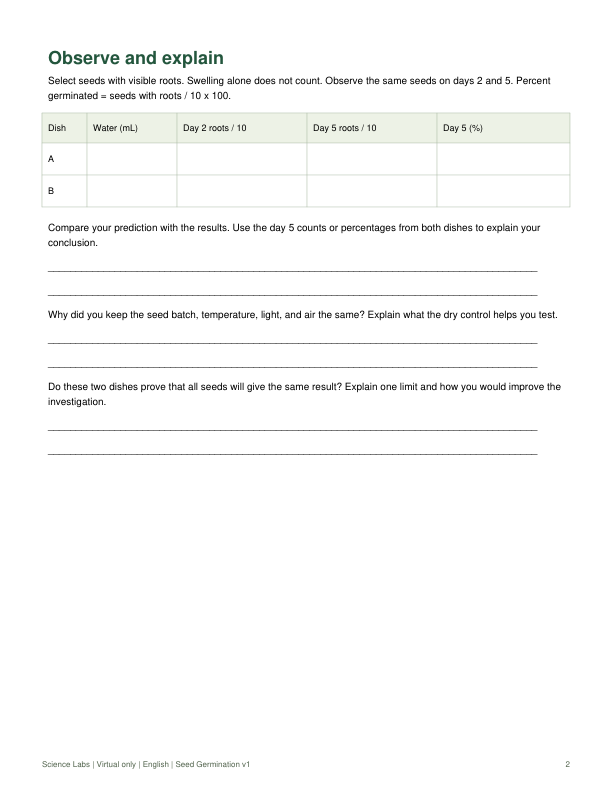 Observe and explain
Select seeds with visible roots. Swelling alone does not count. Observe the same seeds on days 2 and 5. Percent
germinated = seeds with roots / 10 x 100.
Dish Water (mL) Day 2 roots / 10 Day 5 roots / 10 Day 5 (%)
A
B
Compare your prediction with the results. Use the day 5 counts or percentages from both dishes to explain your
conclusion.
Why did you keep the seed batch, temperature, light, and air the same? Explain what the dry control helps you test.
Do these two dishes prove that all seeds will give the same result? Explain one limit and how you would improve the
investigation.
Science Labs | Virtual only | English | Seed Germination v1 2